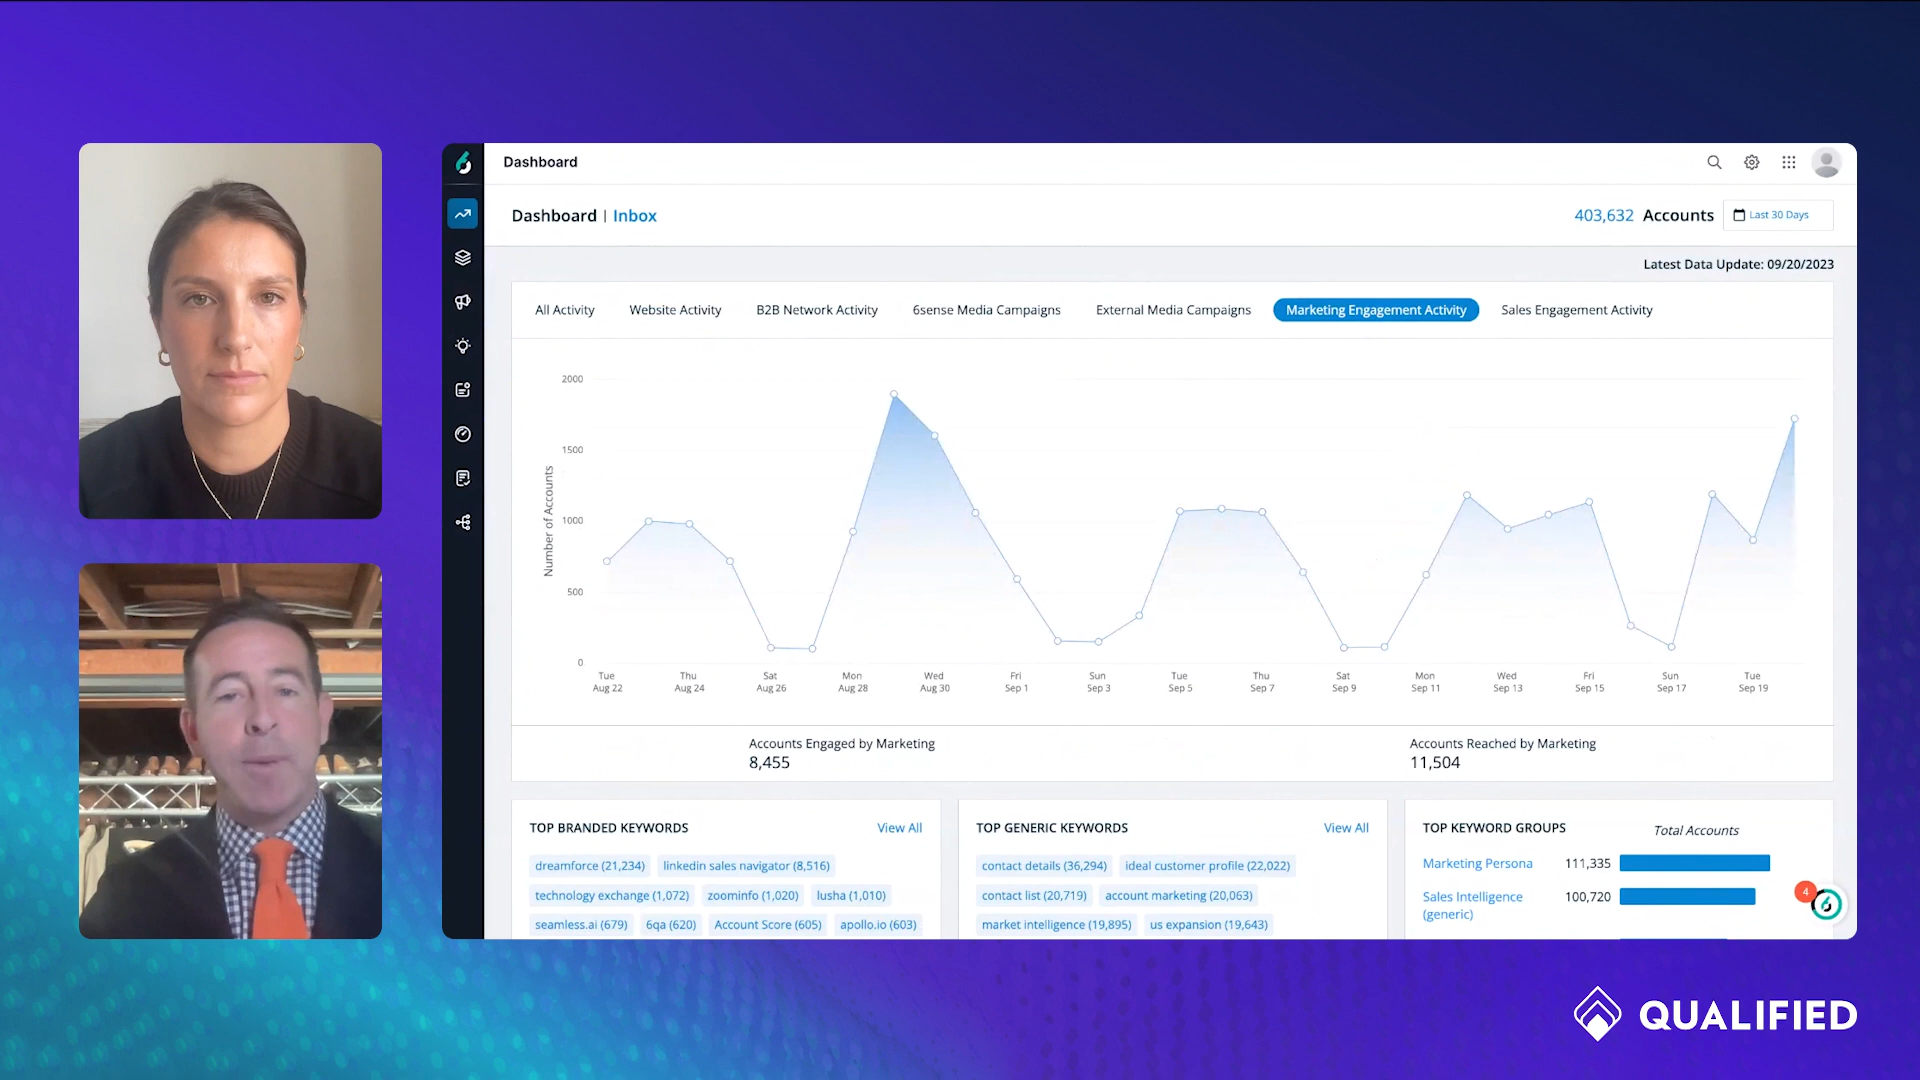 Dashboard
Dashboard | Inbox
403,632 Accounts
Last 30 Days
Latest Data Update: 09/20/2023
All Activity
Website Activity
B2B Network Activity
6sense Media Campaigns
External Media Campaigns
Marketing Engagement Activity
Sales Engagement Activity
Number of Accounts
2000
1500
1000
500
0
Tue
Aug 22
Thu
Aug 24
Sat
Aug 26
Mon
Aug 28
Wed
Aug 30
Fri
Sep 1
Sun
Sep 3
Tue
Sep 5
Thu
Sep 7
Sat
Sep 9
Mon
Sep 11
Wed
Sep 13
Fri
Sep 15
Sun
Sep 17
Tue
Sep 19
Accounts Engaged by Marketing
8,455
Accounts Reached by Marketing
11,504
TOP BRANDED KEYWORDS
View All
dreamforce (21,234)
linkedin sales navigator (8,516)
technology exchange (1,072)
zoominfo (1,020)
lusha (1,010)
seamless.ai (679)
6qa (620)
Account Score (605)
apollo.io (603)
TOP GENERIC KEYWORDS
View All
contact details (36,294)
ideal customer profile (22,022)
contact list (20,719)
account marketing (20,063)
market intelligence (19,895)
us expansion (19,643)
TOP KEYWORD GROUPS
Total Accounts
Marketing Persona
111,335
Sales Intelligence
(generic)
100,720
4
QUALIFIED